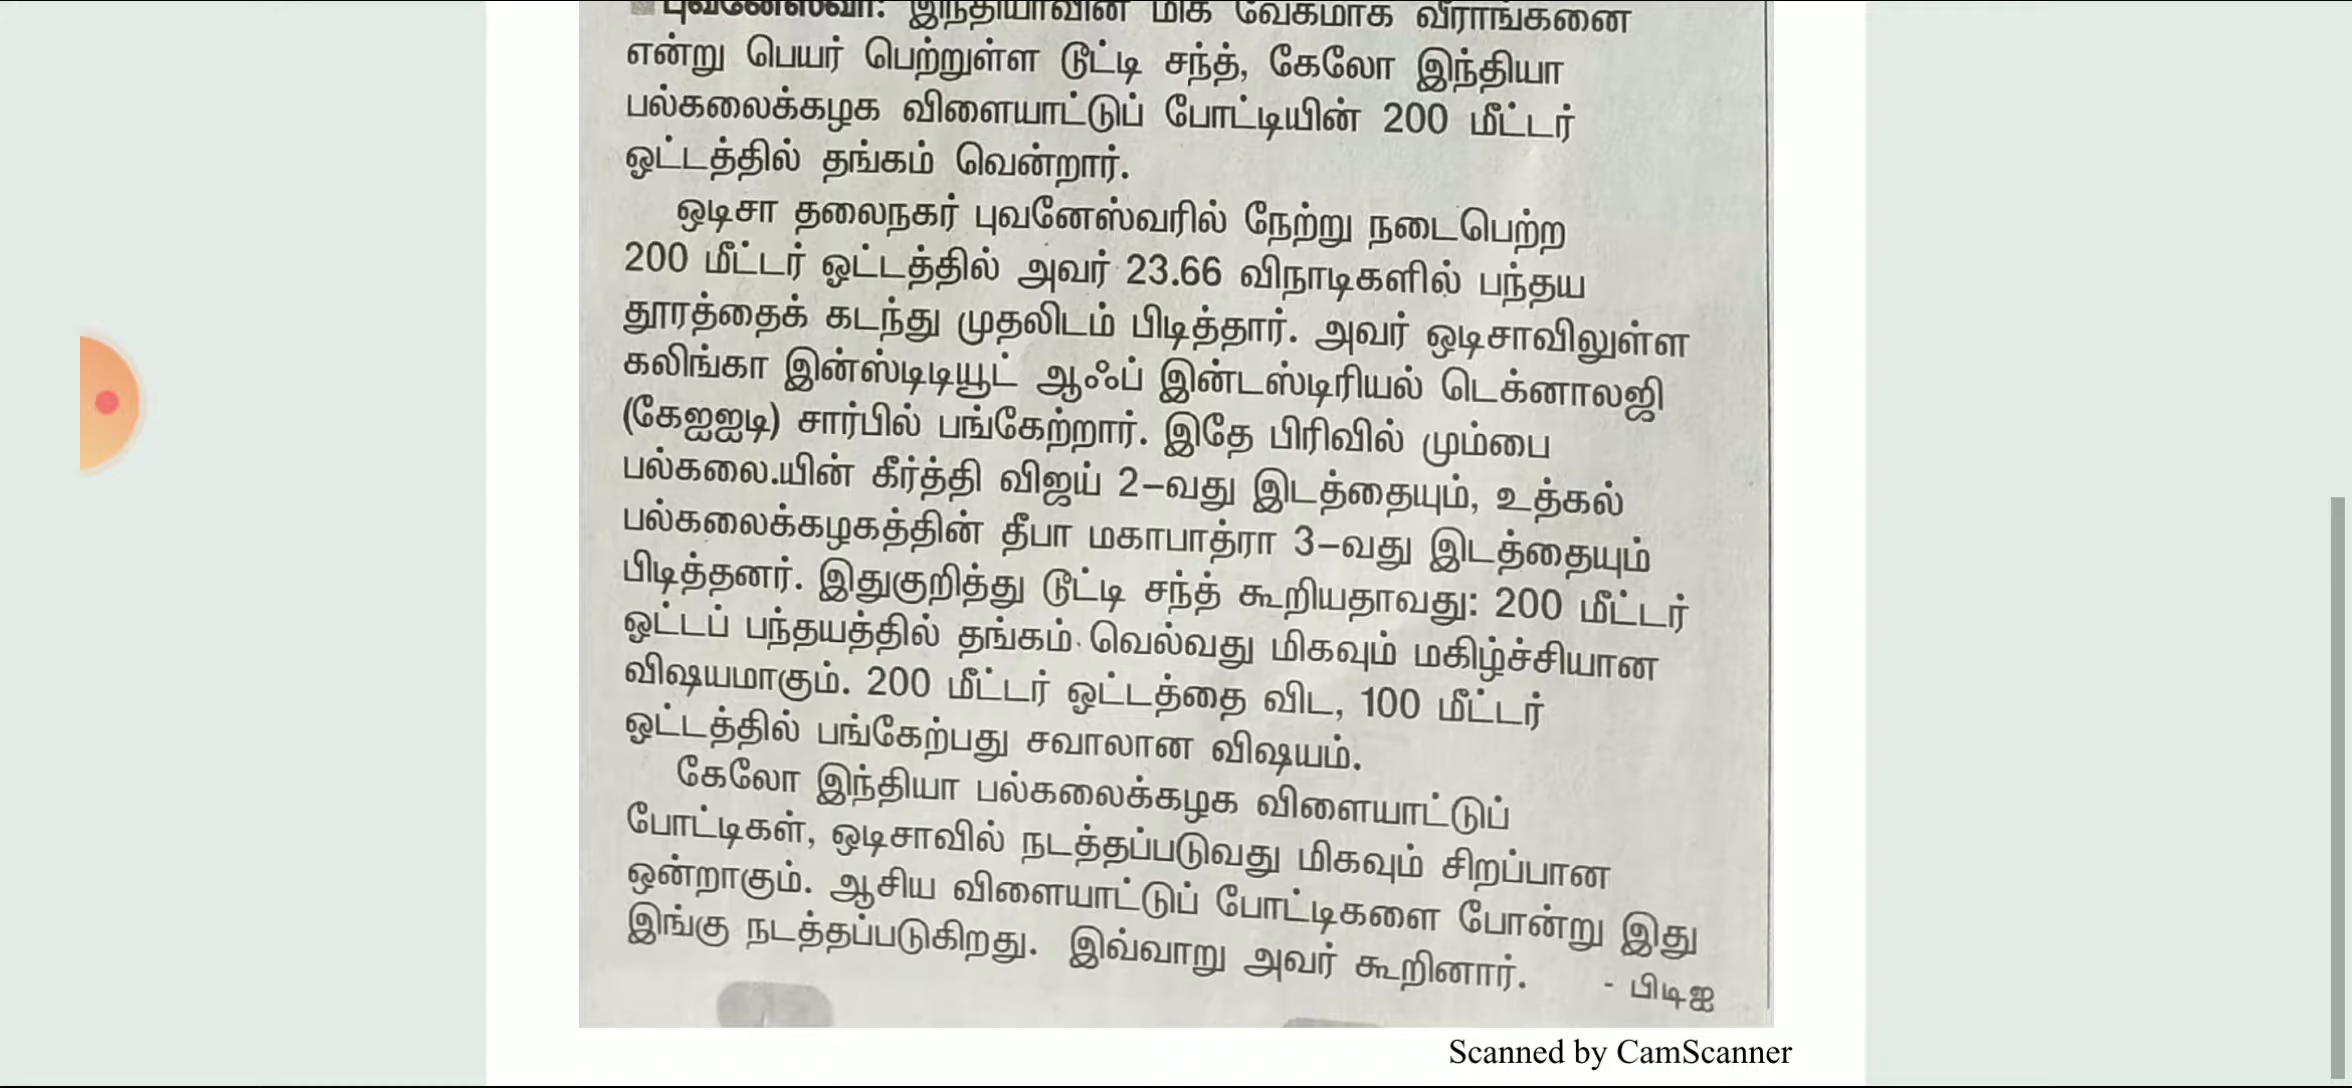 புவனேஸ்வர்: இந்தியாவின் மிக வேகமாக வீராங்கனை
என்று பெயர் பெற்றுள்ள டூட்டி சந்த், கேலோ இந்தியா
பல்கலைக்கழக விளையாட்டுப் போட்டியின் 200 மீட்டர்
ஓட்டத்தில் தங்கம் வென்றார்.
ஒடிசா தலைநகர் புவனேஸ்வரில் நேற்று நடைபெற்ற
200 மீட்டர் ஓட்டத்தில் அவர் 23.66 விநாடிகளில் பந்தய
தூரத்தைக் கடந்து முதலிடம் பிடித்தார். அவர் ஒடிசாவிலுள்ள
கலிங்கா இன்ஸ்டிடியூட் ஆஃப் இன்டஸ்டிரியல் டெக்னாலஜி
(கேஐஐடி) சார்பில் பங்கேற்றார். இதே பிரிவில் மும்பை
பல்கலை.யின் கீர்த்தி விஜய் 2–வது இடத்தையும், உத்கல்
பல்கலைக்கழகத்தின் தீபா மகாபாத்ரா 3–வது இடத்தையும்
பிடித்தனர். இதுகுறித்து டூட்டி சந்த் கூறியதாவது: 200 மீட்டர்
ஓட்டப் பந்தயத்தில் தங்கம் வெல்வது மிகவும் மகிழ்ச்சியான
விஷயமாகும். 200 மீட்டர் ஓட்டத்தை விட, 100 மீட்டர்
ஓட்டத்தில் பங்கேற்பது சவாலான விஷயம்.
கேலோ இந்தியா பல்கலைக்கழக விளையாட்டுப்
போட்டிகள், ஒடிசாவில் நடத்தப்படுவது மிகவும் சிறப்பான
ஒன்றாகும். ஆசிய விளையாட்டுப் போட்டிகளை போன்று இது
இங்கு நடத்தப்படுகிறது. இவ்வாறு அவர் கூறினார்.
- பிடிஐ
Scanned by CamScanner